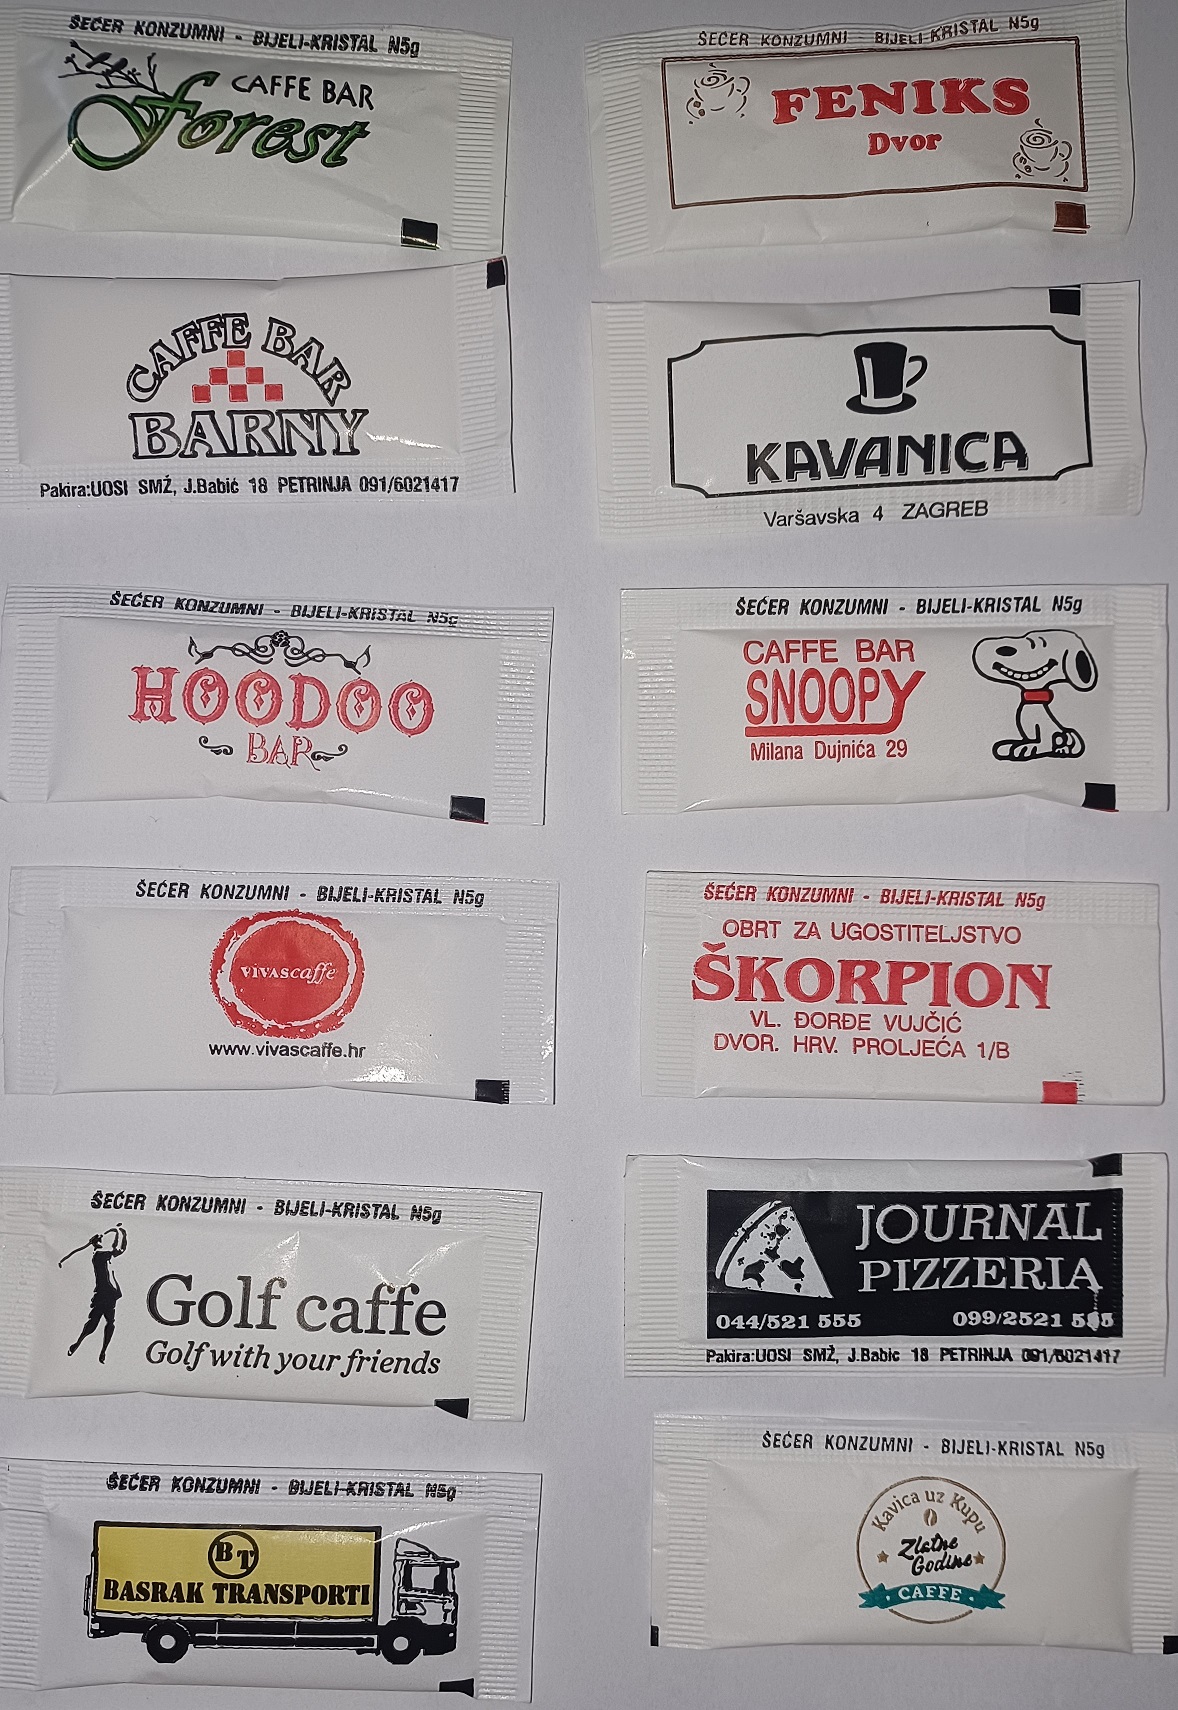 ŠEĆER KONZUMNI - BIJELI-KRISTAL N5g
CAFFE BAR
forest
ŠEĆER KONZUMNI BIJELI-KRISTAL N5g
FENIKS
Dvor
CAFFE BAR
BARNY
Pakira:UOSI SMŽ, J.Babić 18 PETRINJA 091/6021417
KAVANICA
Varšavska 4 ZAGREB
ŠEĆER KONZUMNI - BIJELI-KRISTAL N5g
HOODOO
BAR
ŠEĆER KONZUMNI - BIJELI-KRISTAL N5g
CAFFE BAR
SNOOPY
Milana Dujnića 29
ŠEĆER KONZUMNI - BIJELI-KRISTAL N5g
VIVAScaffe
www.vivascaffe.hr
ŠEĆER KONZUMNI - BIJELI-KRISTAL N5g
OBRT ZA UGOSTITELJSTVO
ŠKORPION
VL. ĐORĐE VUJČIĆ
DVOR. HRV. PROLJEĆA 1/B
ŠEĆER KONZUMNI - BIJELI-KRISTAL N5g
Golf caffe
Golf with your friends
JOURNAL
PIZZERIA
044/521 555 099/2521
Pakira:UOSI SMŽ, J.Babic 18 PETRINJA 091/6021417
ŠEĆER KONZUMNI - BIJELI-KRISTAL N5g
BT
BASRAK TRANSPORTI
ŠEĆER KONZUMNI - BIJELI-KRISTAL N5g
Kavica uz Kupu
Zlatne
Godine
CAFFE